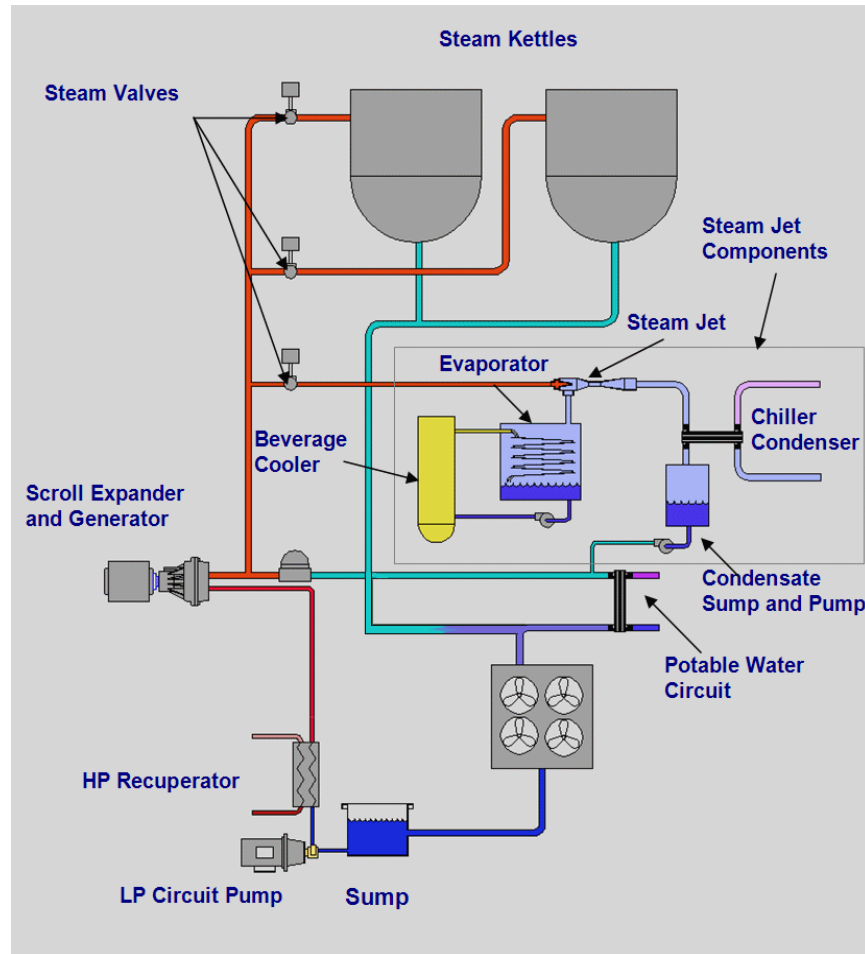 Steam Kettles
Steam Valves
Steam Jet
Components
Steam Jet
Evaporator
Chiller
Condenser
Beverage
Cooler
Scroll Expander
and Generator
Condensate
Sump and Pump
Potable Water
Circuit
HP Recuperator
LP Circuit Pump
Sump